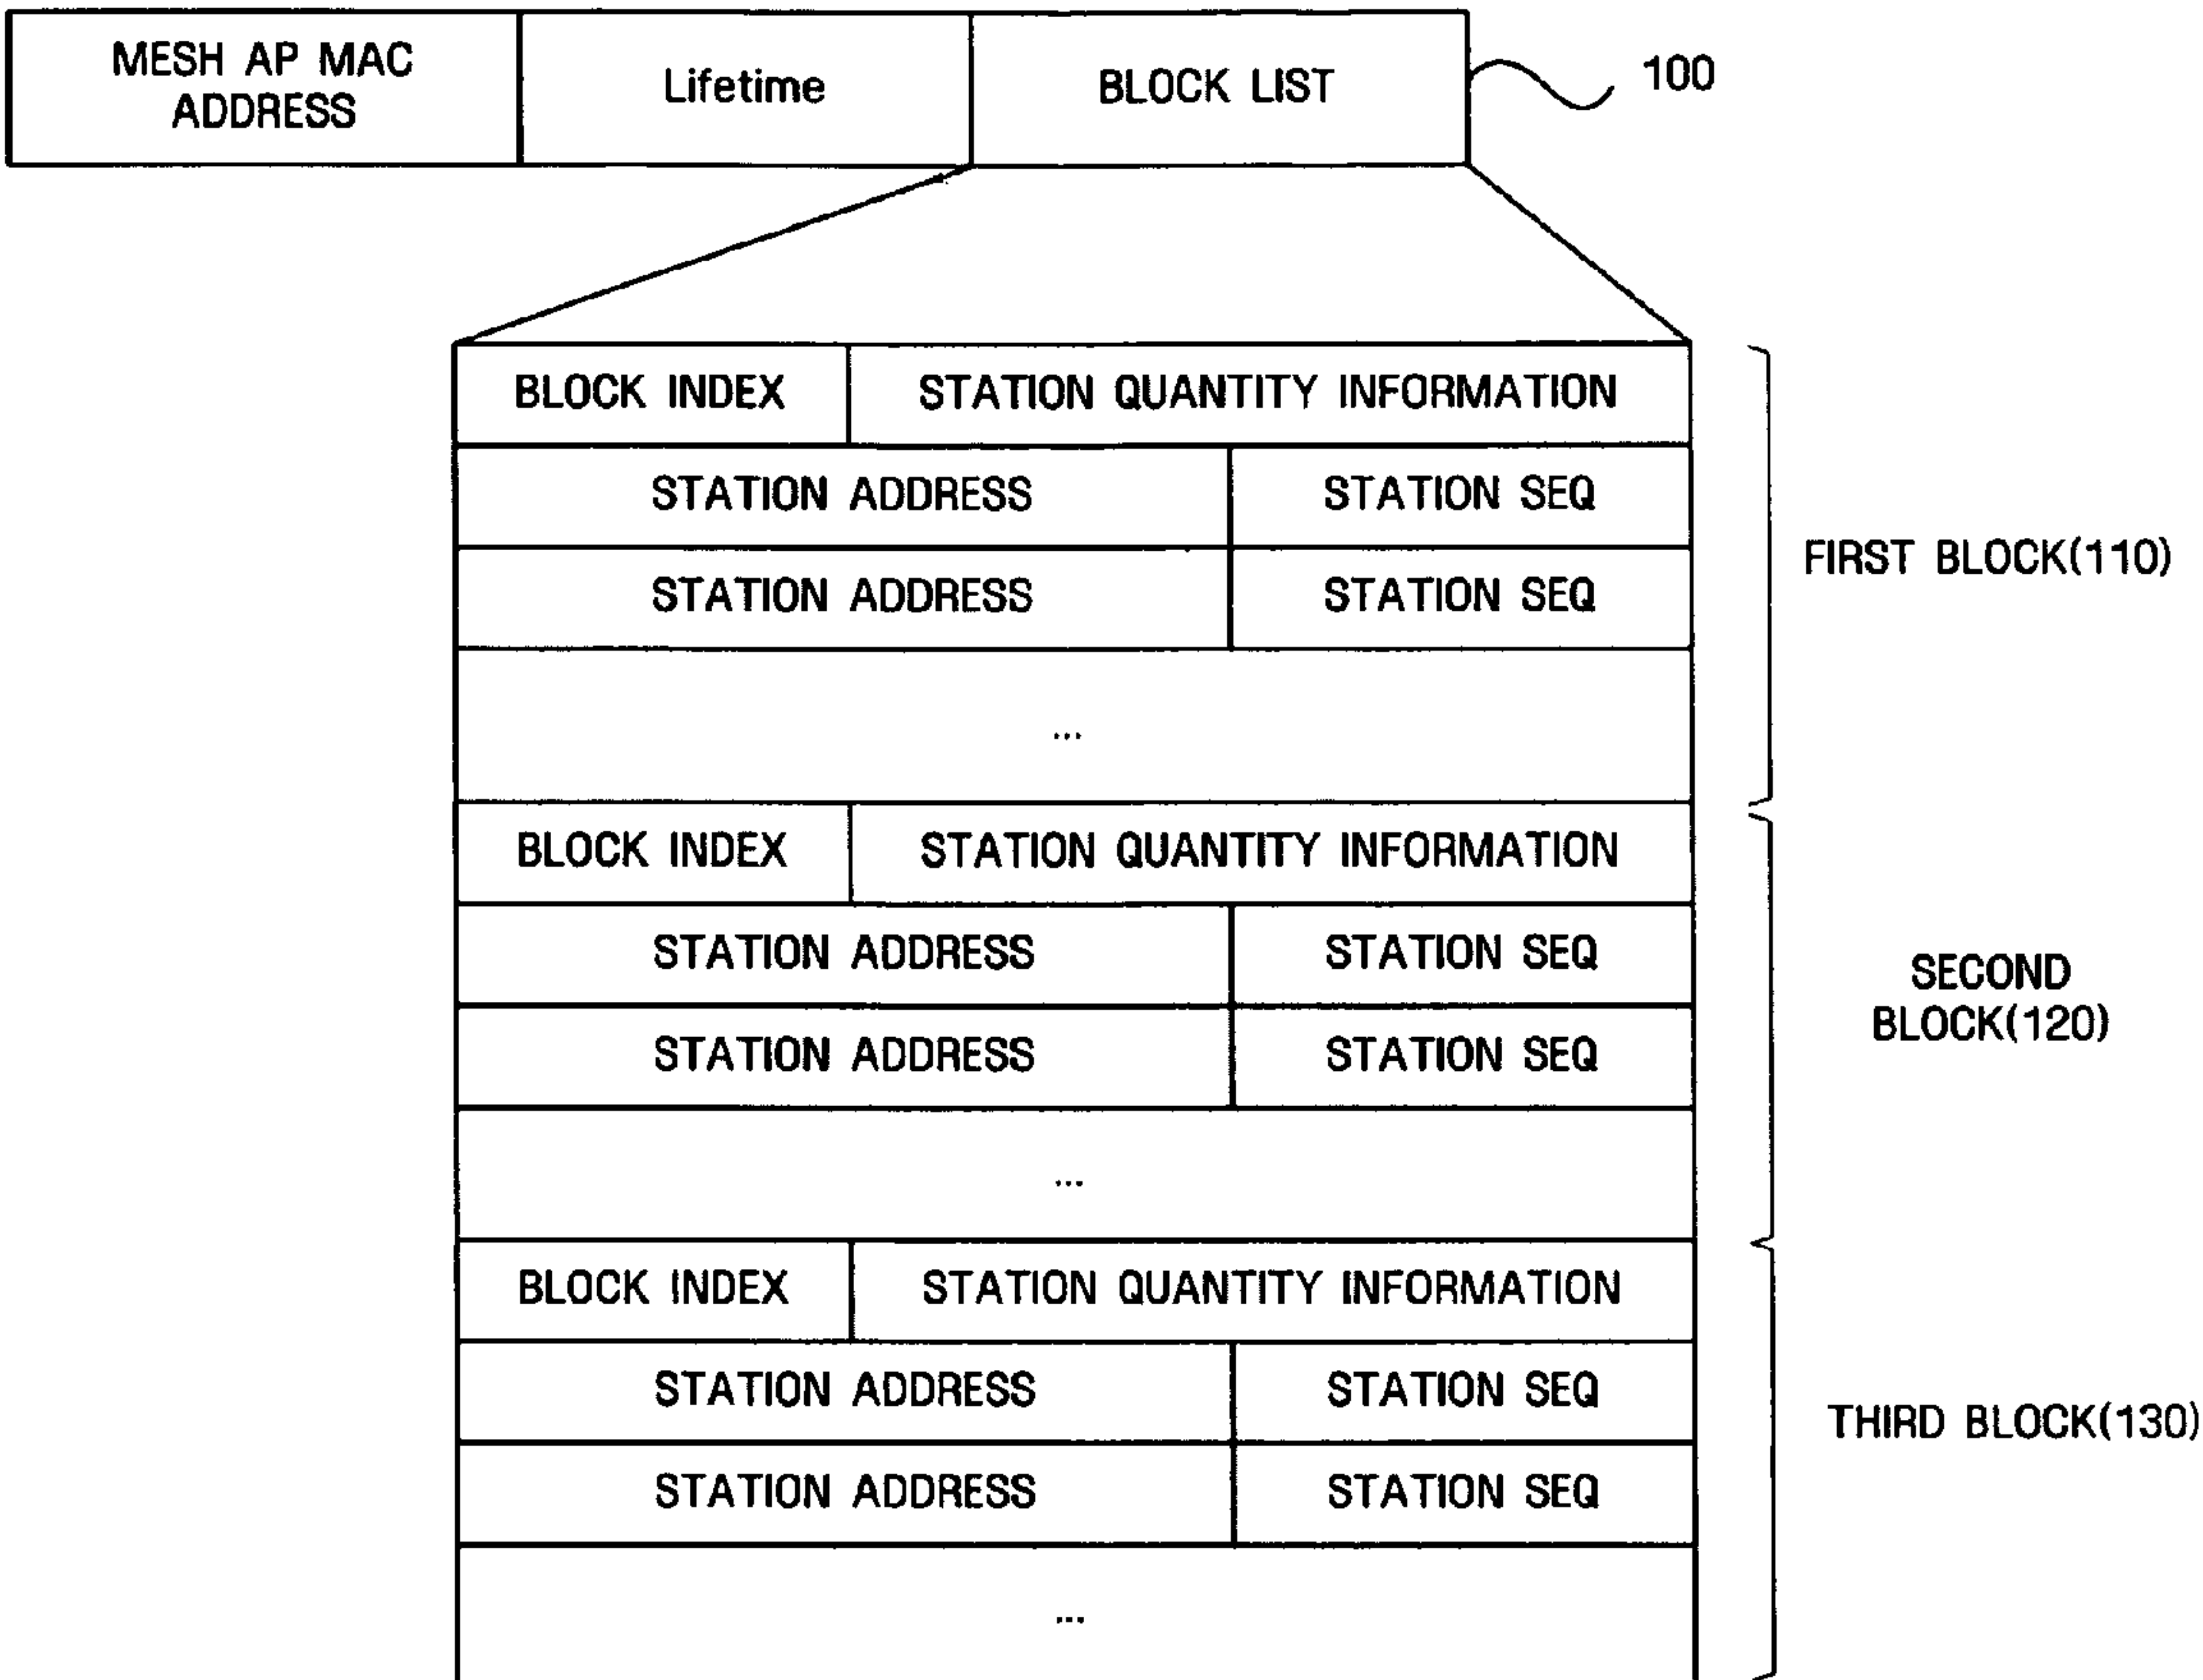 MESH AP MAC
ADDRESS
Lifetime
BLOCK LIST
100
BLOCK INDEX
STATION QUANTITY INFORMATION
STATION ADDRESS
STATION SEQ
STATION ADDRESS
STATION SEQ
...
FIRST BLOCK(110)
BLOCK INDEX
STATION QUANTITY INFORMATION
STATION ADDRESS
STATION SEQ
STATION ADDRESS
STATION SEQ
...
SECOND
BLOCK(120)
BLOCK INDEX
STATION QUANTITY INFORMATION
STATION ADDRESS
STATION SEQ
STATION ADDRESS
STATION SEQ
...
THIRD BLOCK(130)